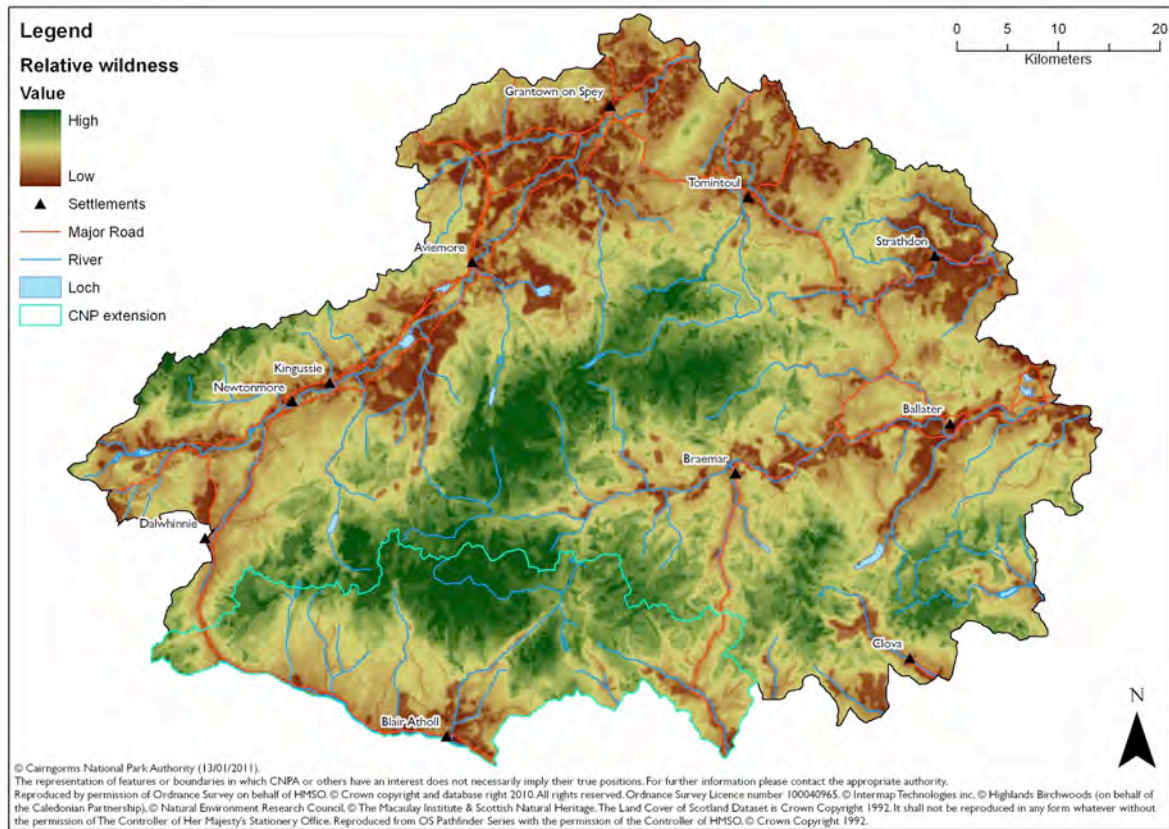 Legend
Relative wildness
Value
High
Low
Settlements
Major Road
River
Loch
CNP extension
0 5 10 20
Kilometers
Grantown on Spey
Tomintoul
Strathdon
Aviemore
Kingussie
Newtonmore
Ballater
Braemar
Dalwhinnie
Clova
Blair Atholl
N
© Cairngorms National Park Authority (13/01/2011).
The representation of features or boundaries in which CNPA or others have an interest does not necessarily imply their true positions. For further information please contact the appropriate authority.
Reproduced by permission of Ordnance Survey on behalf of HMSO. © Crown copyright and database right 2010. All rights reserved. Ordnance Survey Licence number 100040965. © Intermap Technologies inc, © Highlands Birchwoods (on behalf of
the Caledonian Partnership), © Natural Environment Research Council, © The Macaulay Institute & Scottish Natural Heritage. The Land Cover of Scotland Dataset is Crown Copyright 1992. It shall not be reproduced in any form whatever without
the permission of The Controller of Her Majesty's Stationery Office. Reproduced from OS Pathfinder Series with the permission of the Controller of HMSO. © Crown Copyright 1992.